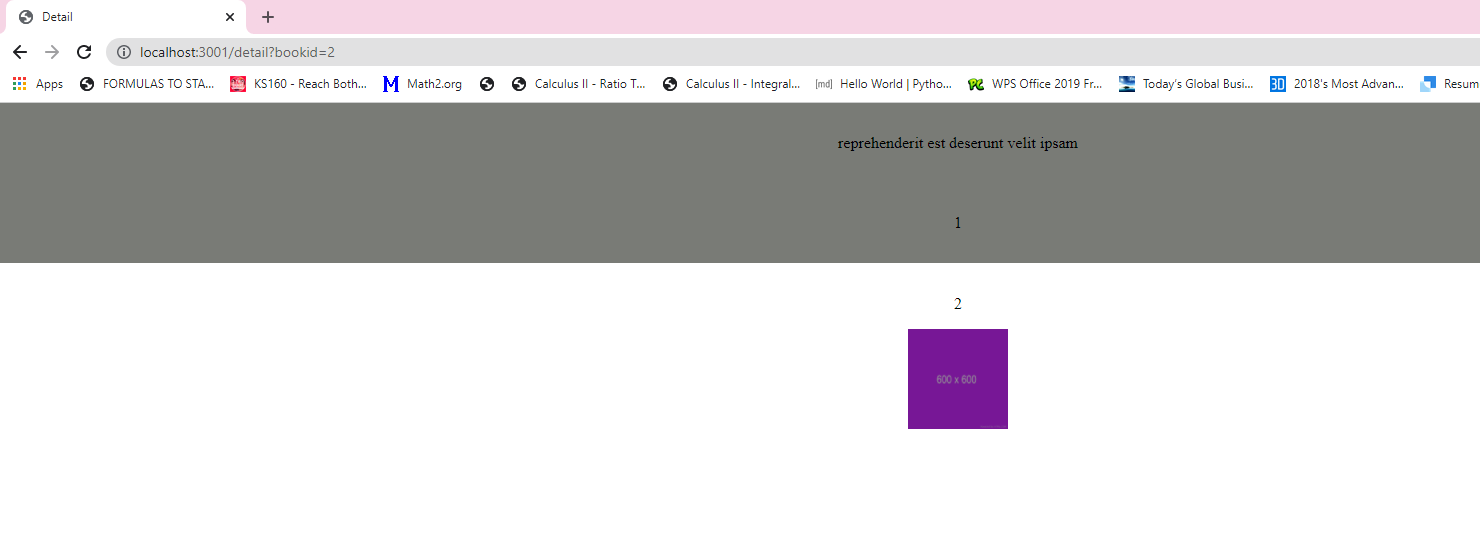 Detail
localhost:3001/detail?bookid=2
Apps FORMULAS TO STA... KS160 - Reach Both... Math2.org Calculus II - Ratio T... Calculus II - Integral... [md] Hello World | Pytho... WPS Office 2019 Fr... Today's Global Busi... 3D 2018's Most Advan... Resum
reprehenderit est deserunt velit ipsam
1
2
600 x 600